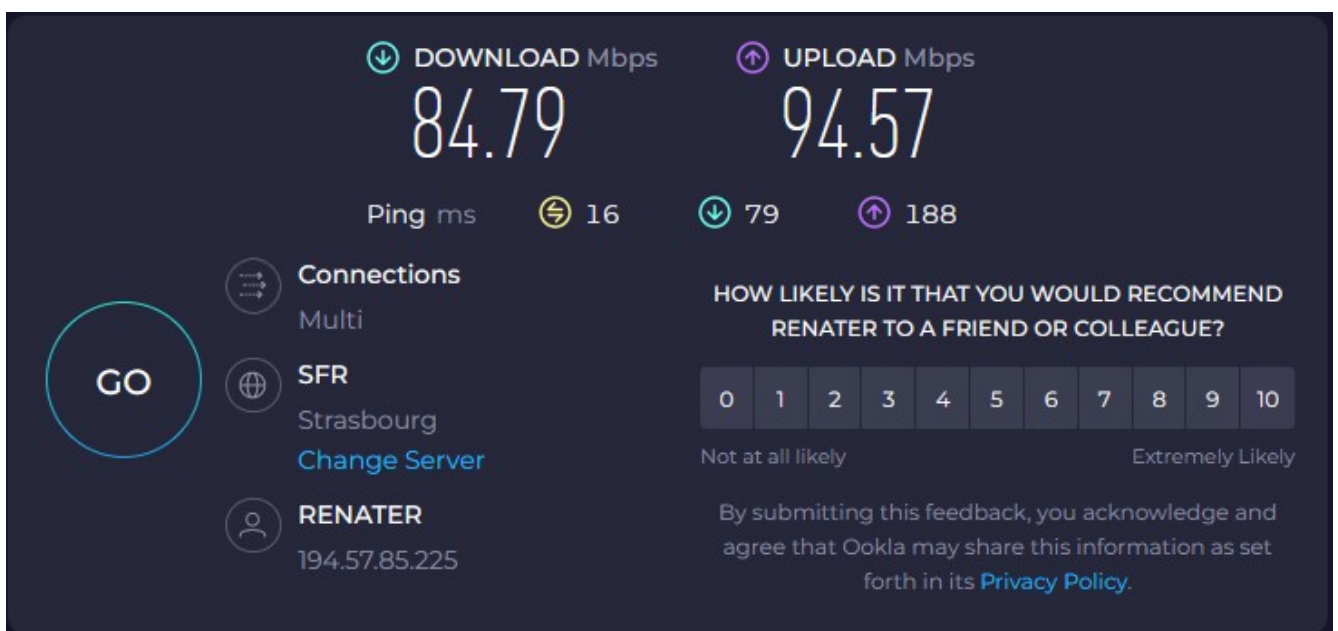 DOWNLOAD Mbps
84.79
UPLOAD Mbps
94.57
Ping ms 16 79 188
GO
Connections
Multi
SFR
Strasbourg
Change Server
RENATER
194.57.85.225
HOW LIKELY IS IT THAT YOU WOULD RECOMMEND
RENATER TO A FRIEND OR COLLEAGUE?
0 1 2 3 4 5 6 7 8 9 10
Not at all likely Extremely Likely
By submitting this feedback, you acknowledge and
agree that Ookla may share this information as set
forth in its Privacy Policy.